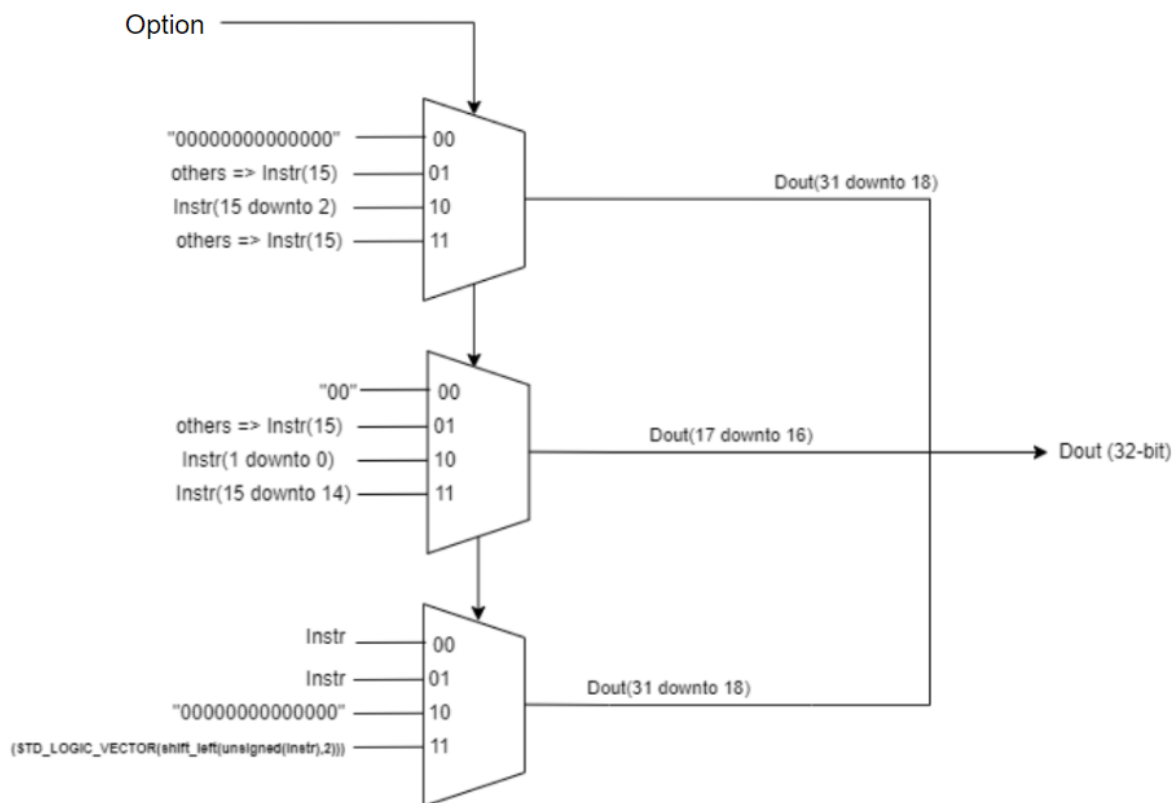 Option
"00000000000000"
00
others => Instr(15)
01
Instr(15 downto 2)
10
others => Instr(15)
11
Dout(31 downto 18)
"00"
00
others => Instr(15)
01
Instr(1 downto 0)
10
Instr(15 downto 14)
11
Dout(17 downto 16)
Dout (32-bit)
Instr
00
Instr
01
"00000000000000"
10
(STD_LOGIC_VECTOR(shift_left(unsigned(Instr),2)))
11
Dout(31 downto 18)